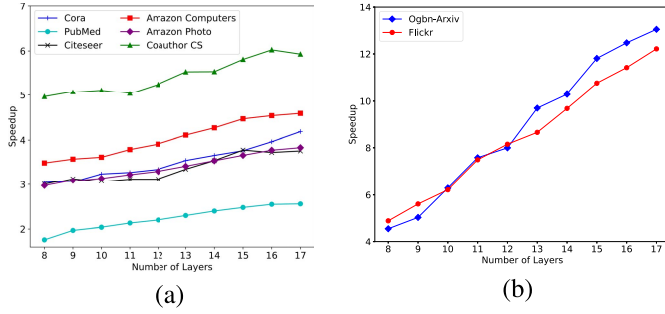 7
6
5
4
3
2
Speedup
Cora
PubMed
Citeseer
Arrazon Computers
Arrazon Photo
Coauthor CS
8 9 10 11 12 13 14 15 16 17
Number of Layers
(a)
14
12
10
8
6
4
Speedup
Ogbn-Arxiv
Flickr
8 9 10 11 12 13 14 15 16 17
Number of Layers
(b)